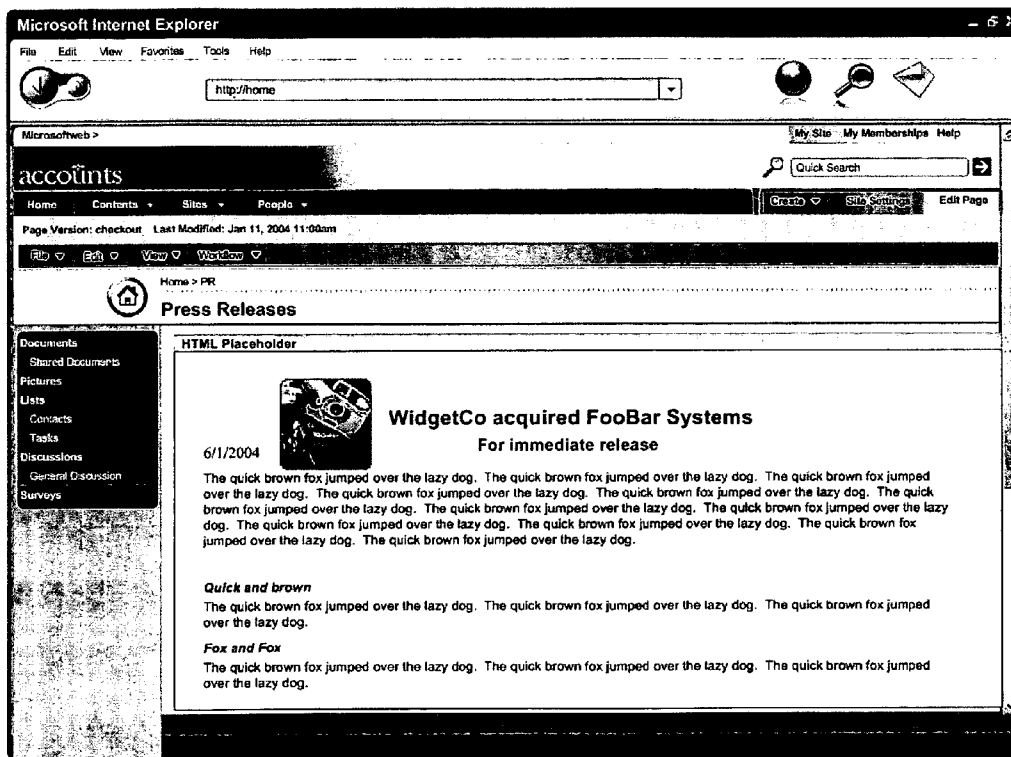 Microsoft Internet Explorer
File Edit View Favorites Tools Help
http://home
Microsoftweb >
My Site My Memberships Help
accounts
Quick Search
Home Contents Sites People
Create Site Settings Edit Page
Page Version: checkout Last Modified: Jan 11, 2004 11:00am
File Edit View Workflow
Home > PR
Press Releases
Documents
Shared Documents
Pictures
Lists
Contacts
Tasks
Discussions
General Discussion
Surveys
HTML Placeholder
WidgetCo acquired FooBar Systems
For immediate release
6/1/2004
The quick brown fox jumped over the lazy dog. The quick brown fox jumped over the lazy dog. The quick brown fox jumped
over the lazy dog. The quick brown fox jumped over the lazy dog. The quick brown fox jumped over the lazy dog. The quick
brown fox jumped over the lazy dog. The quick brown fox jumped over the lazy dog. The quick brown fox jumped over the lazy
dog. The quick brown fox jumped over the lazy dog. The quick brown fox jumped over the lazy dog. The quick brown fox
jumped over the lazy dog. The quick brown fox jumped over the lazy dog.
Quick and brown
The quick brown fox jumped over the lazy dog. The quick brown fox jumped over the lazy dog. The quick brown fox jumped
over the lazy dog.
Fox and Fox
The quick brown fox jumped over the lazy dog. The quick brown fox jumped over the lazy dog. The quick brown fox jumped
over the lazy dog.